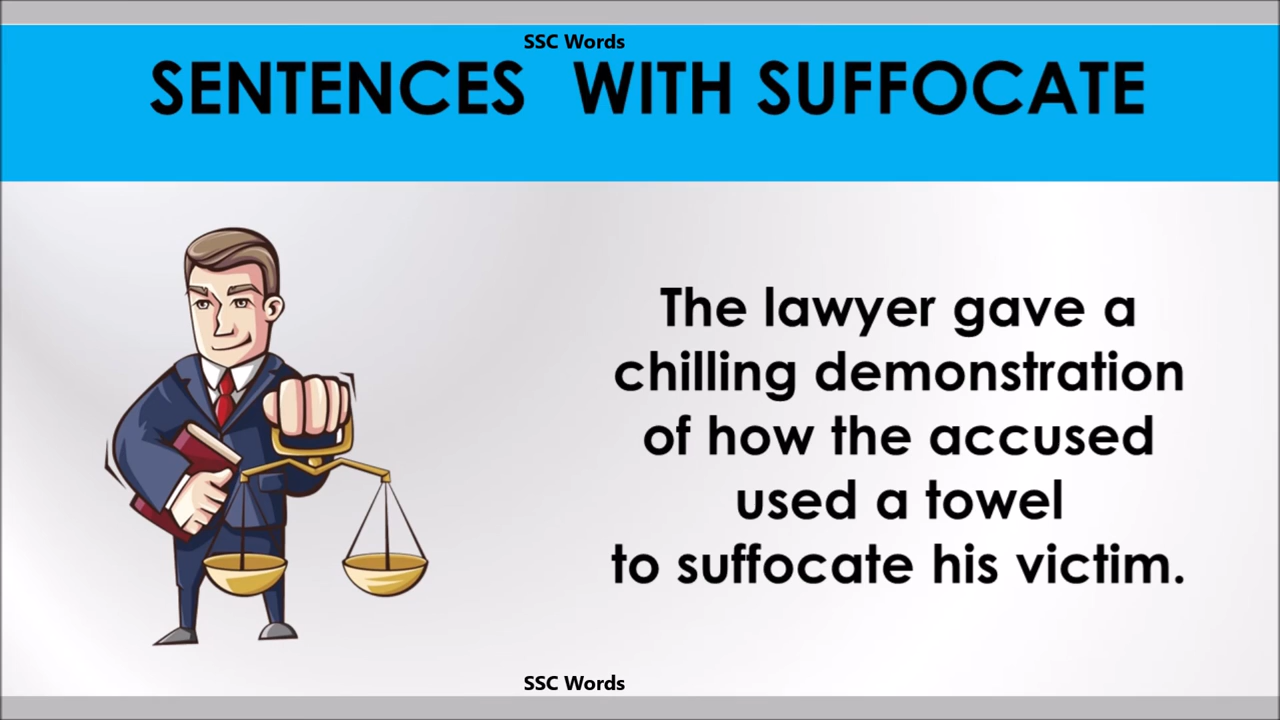 SSC Words
SENTENCES WITH SUFFOCATE
The lawyer gave a
chilling demonstration
of how the accused
used a towel
to suffocate his victim.
SSC Words